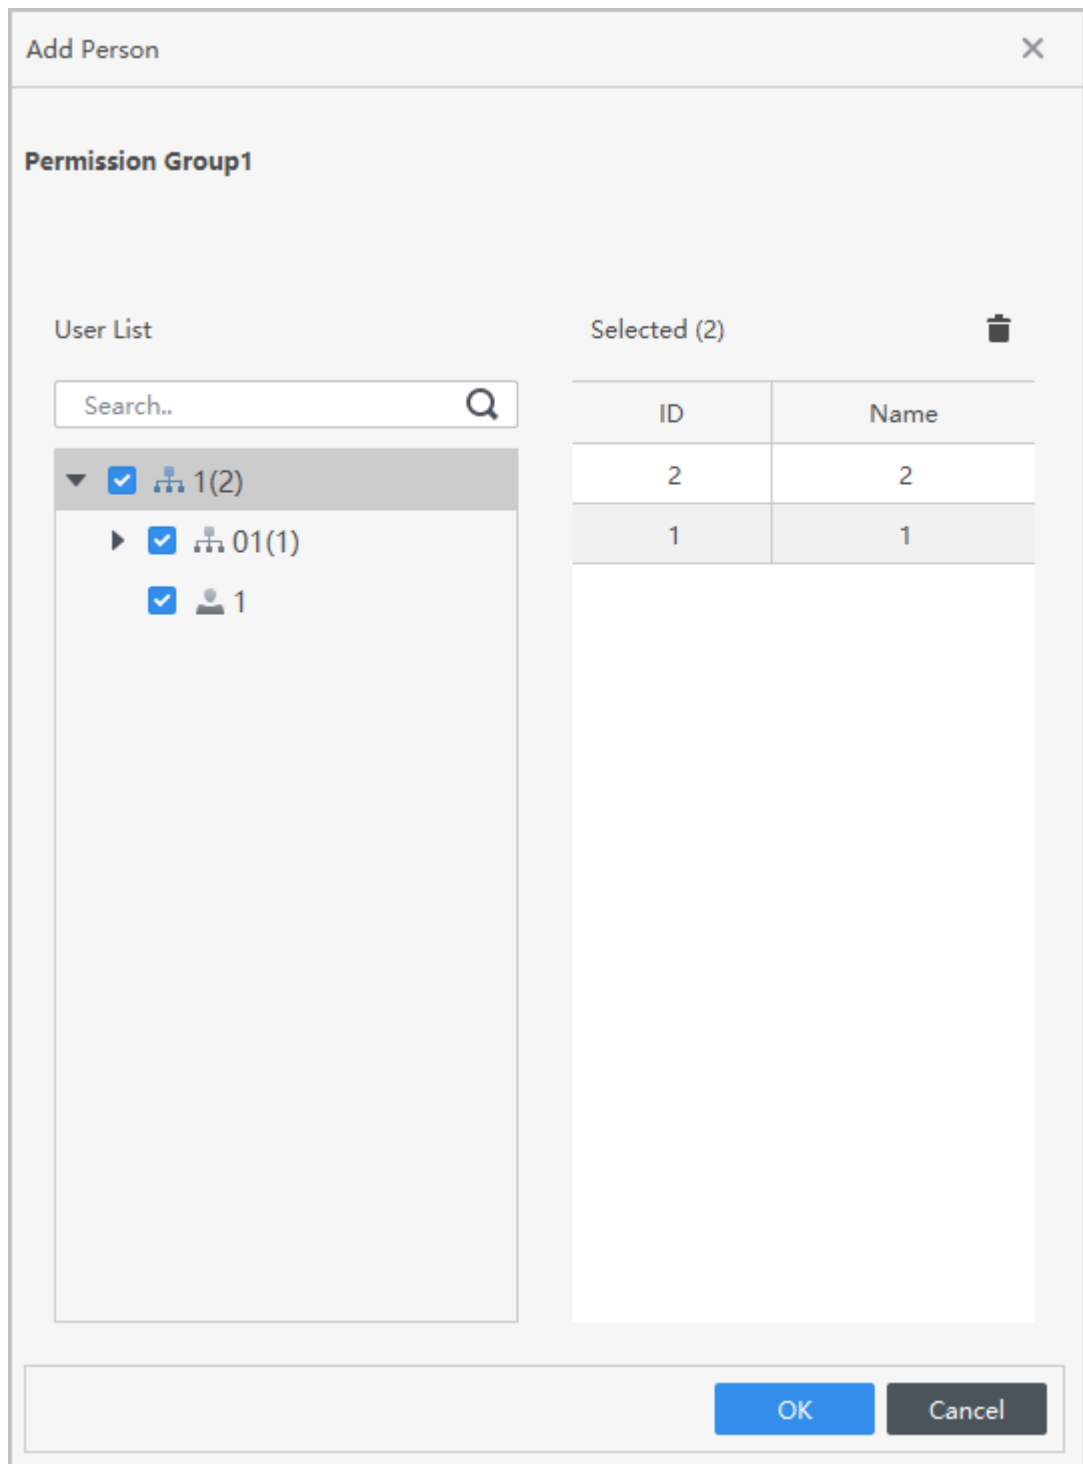 Add Person
Permission Group1
User List
Search..
1(2)
01(1)
1
Selected (2)
ID Name
2 2
1 1
OK Cancel